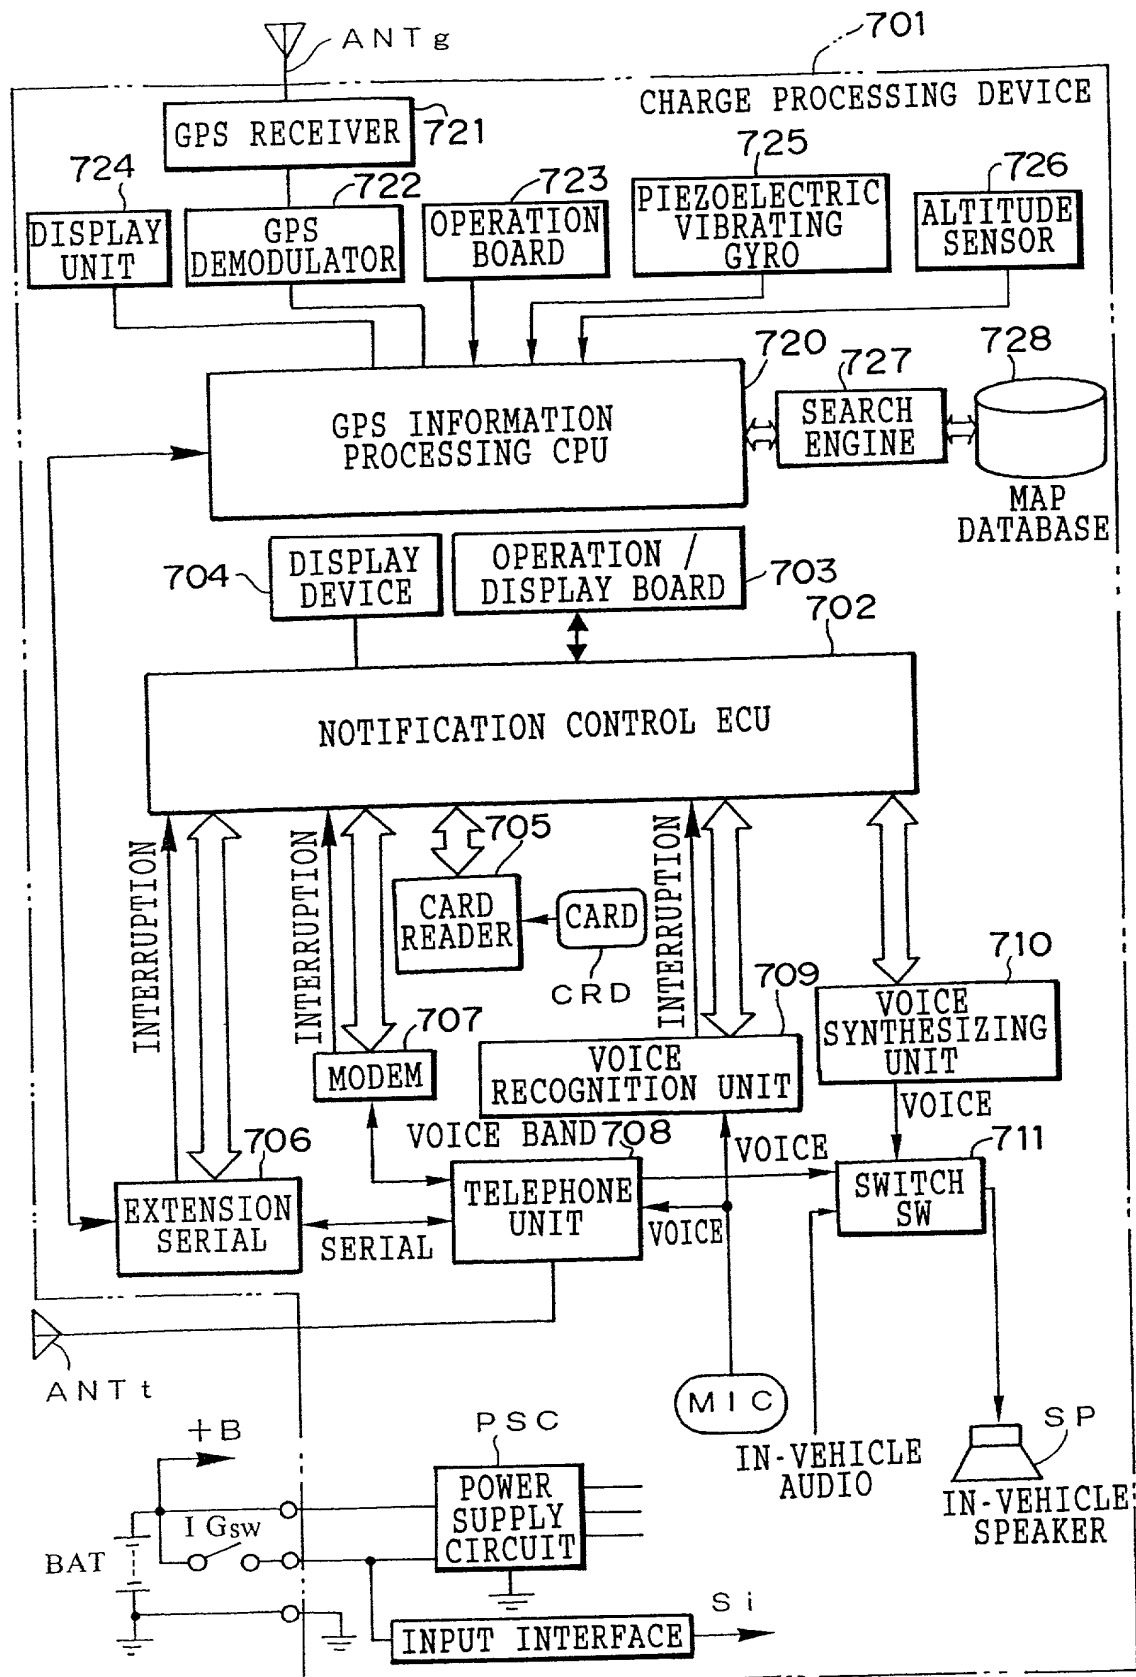 701
ANTg
CHARGE PROCESSING DEVICE
GPS RECEIVER
721
724
722
723
725
726
DISPLAY
UNIT
GPS
DEMODULATOR
OPERATION
BOARD
PIEZOELECTRIC
VIBRATING
GYRO
ALTITUDE
SENSOR
720
727
728
GPS INFORMATION
PROCESSING CPU
SEARCH
ENGINE
MAP
DATABASE
704
DISPLAY
DEVICE
OPERATION /
DISPLAY BOARD
703
702
NOTIFICATION CONTROL ECU
INTERRUPTION
INTERRUPTION
705
CARD
READER
CARD
CRD
INTERRUPTION
709
710
707
MODEM
VOICE
RECOGNITION UNIT
VOICE
SYNTHESIZING
UNIT
VOICE
VOICE BAND
708
VOICE
711
706
EXTENSION
SERIAL
SERIAL
TELEPHONE
UNIT
VOICE
SWITCH
SW
ANTt
MIC
IN-VEHICLE
AUDIO
SP
IN-VEHICLE
SPEAKER
+B
PSC
POWER
SUPPLY
CIRCUIT
IGSW
BAT
Si
INPUT INTERFACE